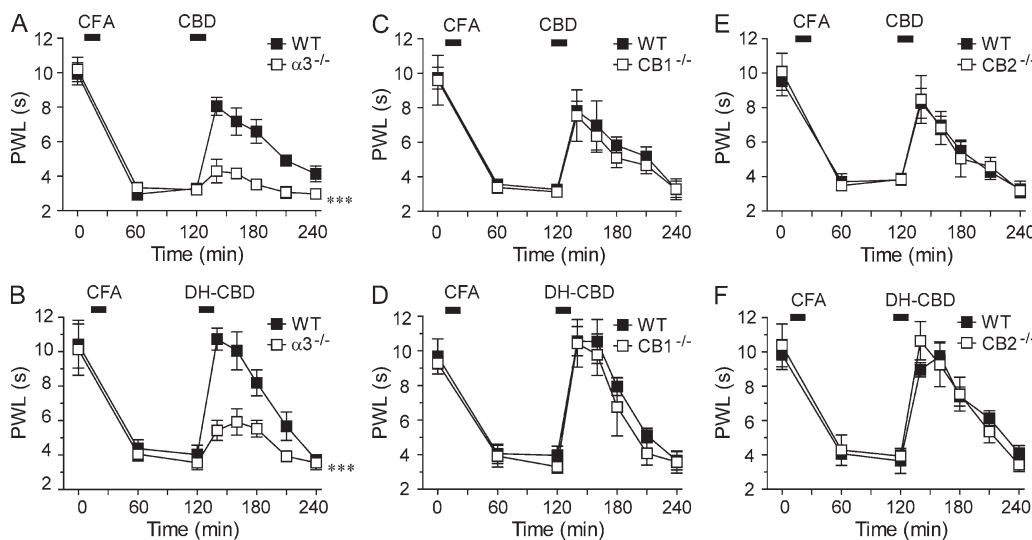 A
CFA
CBD
WT
α3-/-
PWL (s)
12
10
8
6
4
2
***
0 60 120 180 240
Time (min)
C
CFA
CBD
WT
CB1-/-
PWL (s)
12
10
8
6
4
2
0 60 120 180 240
Time (min)
E
CFA
CBD
WT
CB2-/-
PWL (s)
12
10
8
6
4
2
0 60 120 180 240
Time (min)
B
CFA
DH-CBD
WT
α3-/-
PWL (s)
12
10
8
6
4
2
***
0 60 120 180 240
Time (min)
D
CFA
DH-CBD
WT
CB1-/-
PWL (s)
12
10
8
6
4
2
0 60 120 180 240
Time (min)
F
CFA
DH-CBD
WT
CB2-/-
PWL (s)
12
10
8
6
4
2
0 60 120 180 240
Time (min)